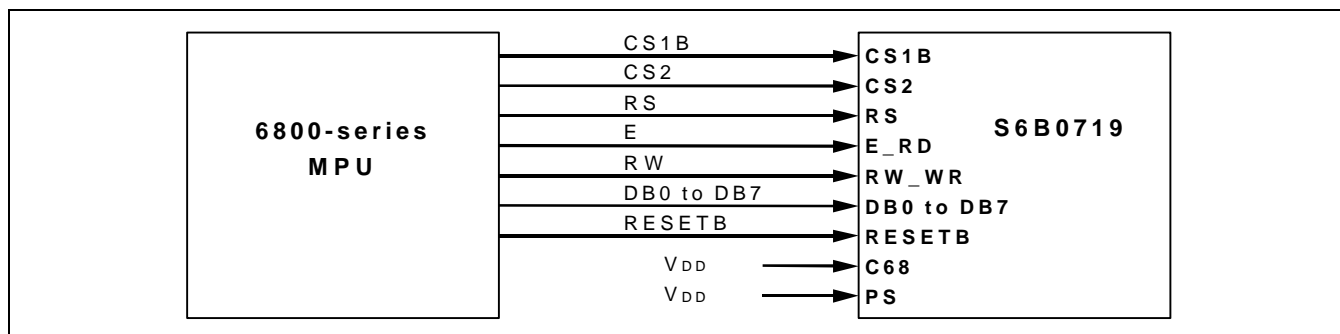 6800-series
MPU
CS1B
CS2
RS
E
RW
DB0 to DB7
RESETB
VDD
VDD
CS1B
CS2
RS
E_RD
RW_WR
DB0 to DB7
RESETB
C68
PS
S6B0719